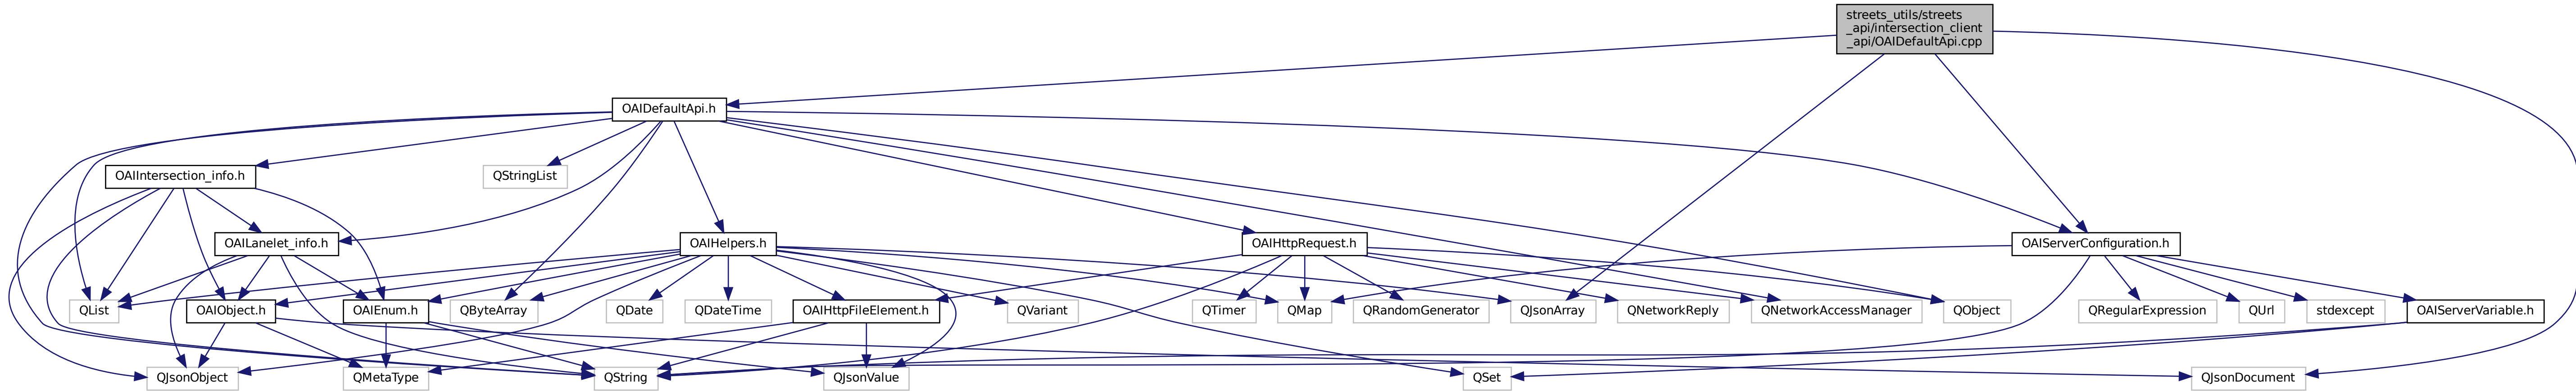 streets_utils/streets
_api/intersection_client
_api/OAIDefaultApi.cpp
OAIDefaultApi.h
OAIIntersection_info.h
QStringList
OAILanelet_info.h
OAIHelpers.h
OAIHttpRequest.h
OAIServerConfiguration.h
QList
OAIObject.h
OAIEnum.h
QByteArray
QDate
QDateTime
OAIHttpFileElement.h
QVariant
QTimer
QMap
QRandomGenerator
QJsonArray
QNetworkReply
QNetworkAccessManager
QObject
QRegularExpression
QUrl
stdexcept
OAIServerVariable.h
QJsonObject
QMetaType
QString
QJsonValue
QSet
QJsonDocument